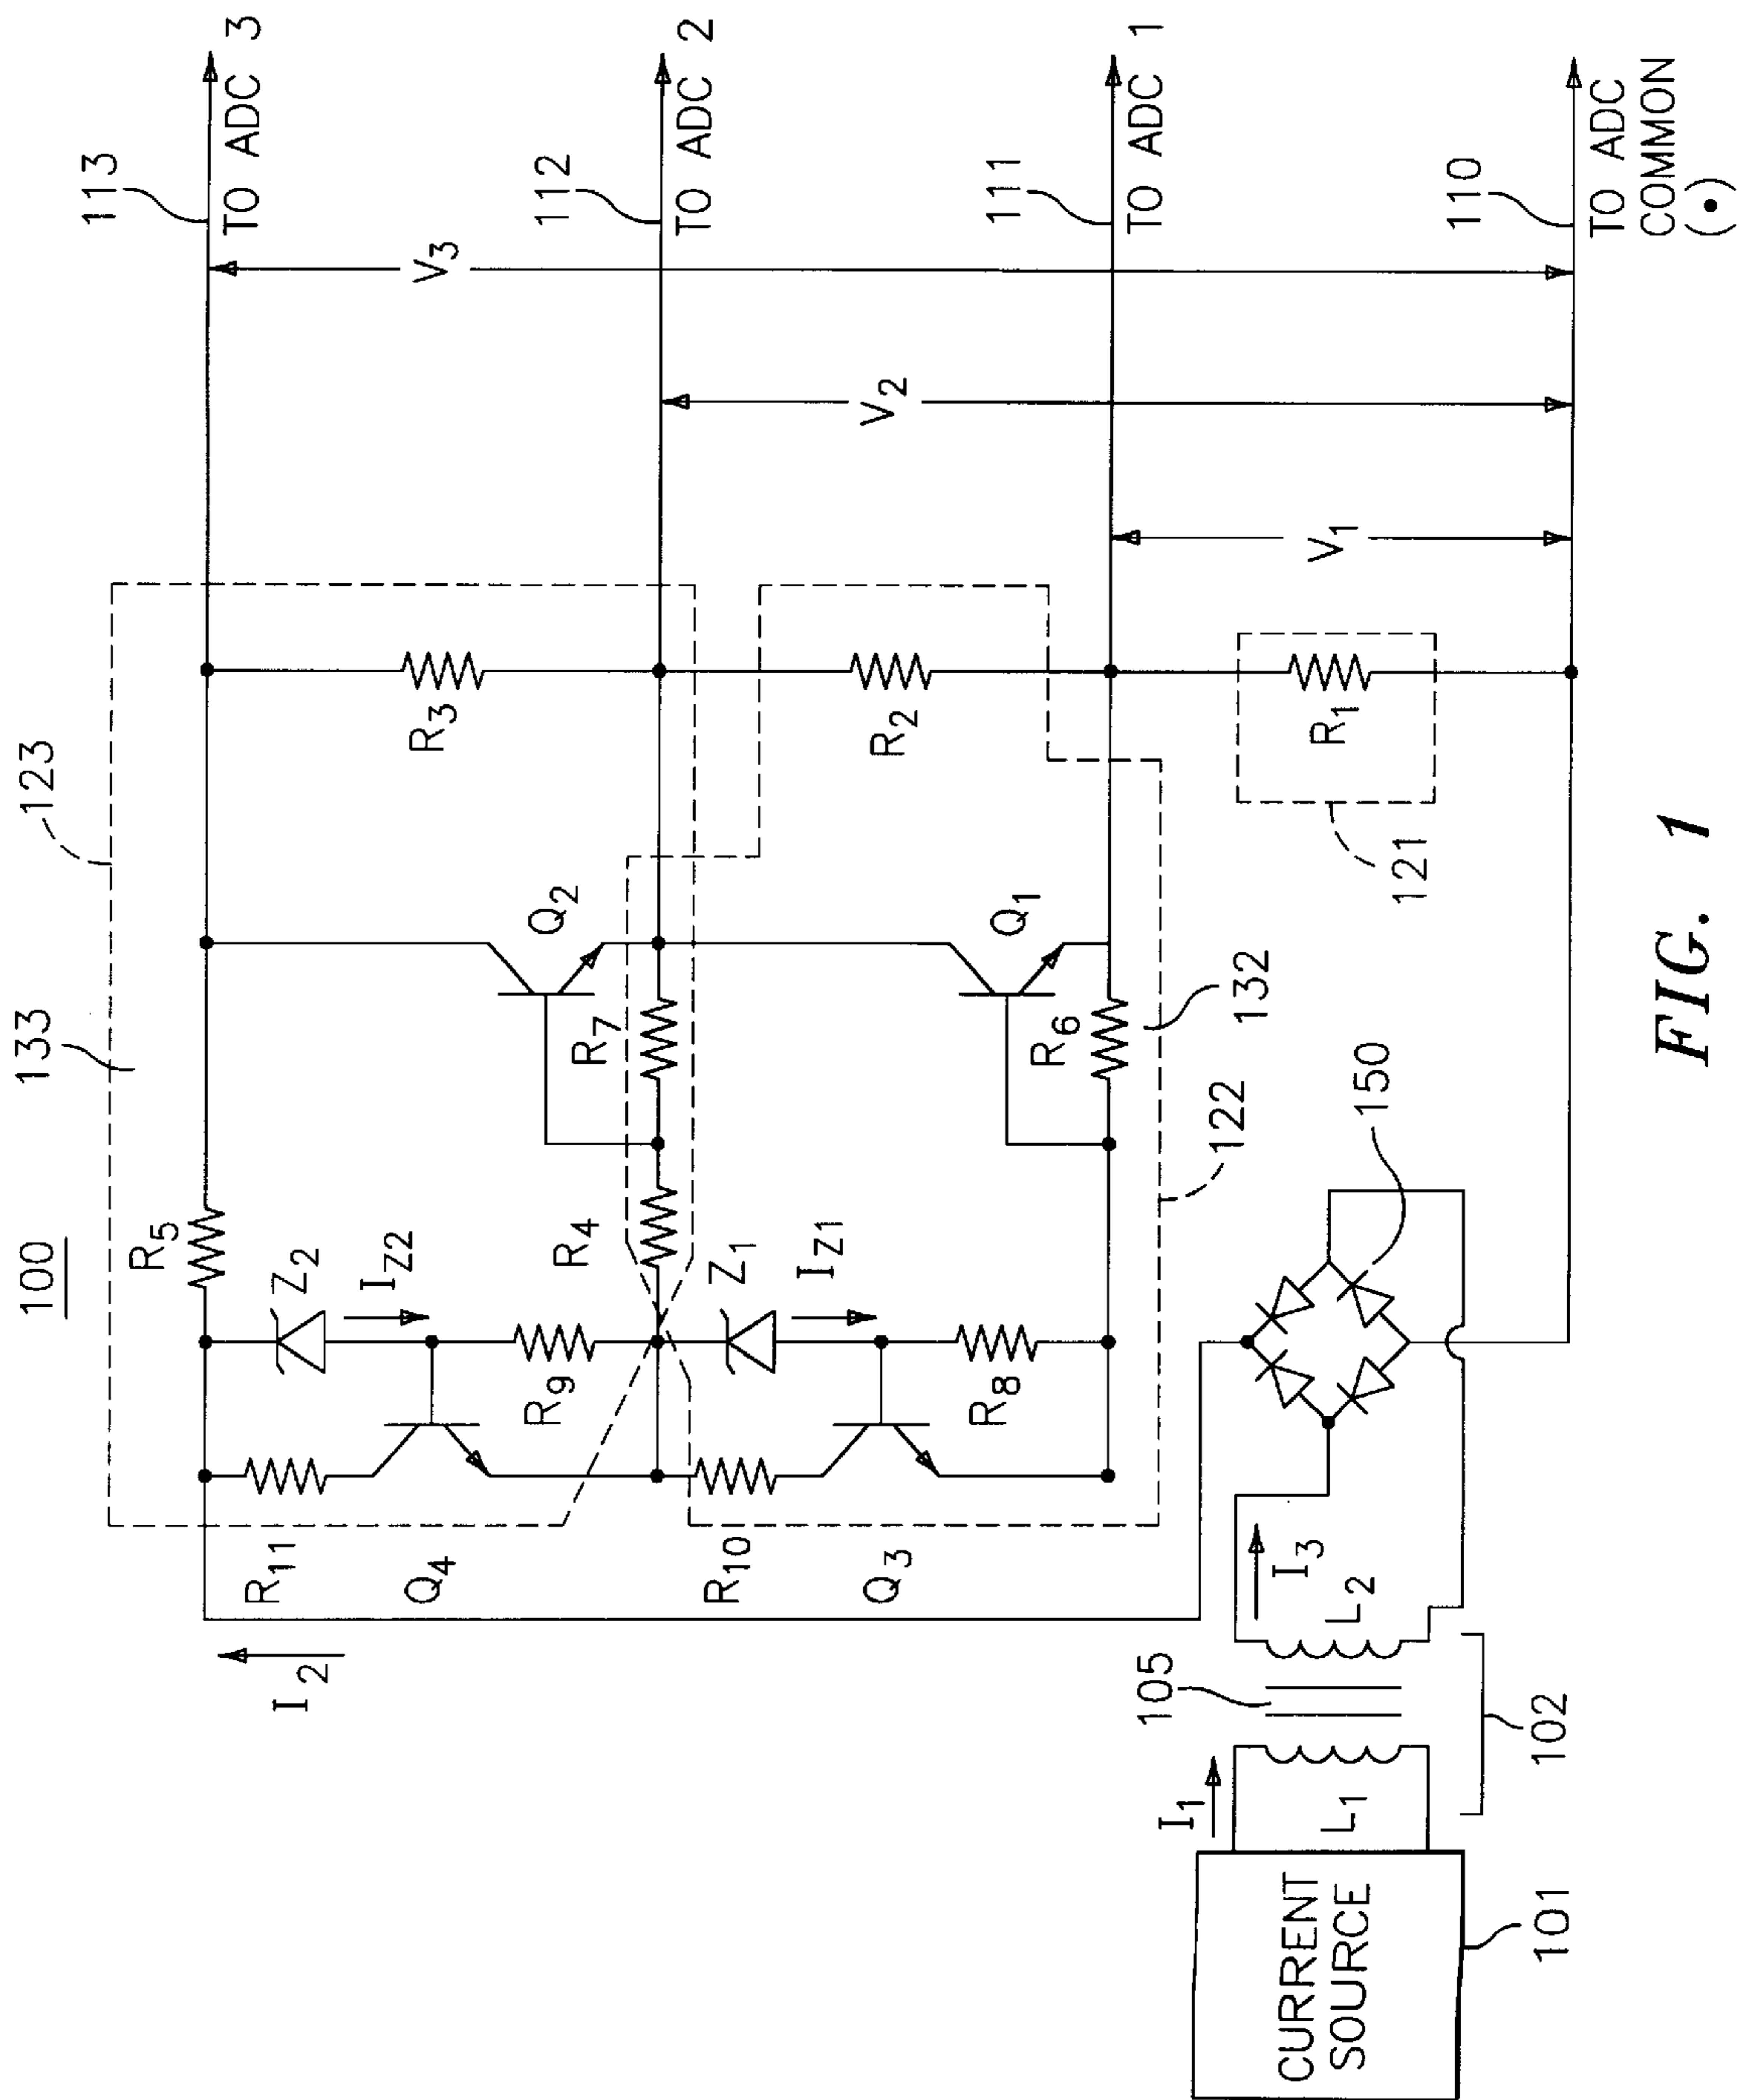 100
133
123
113
TO ADC 3
R5
Z2
IZ2
R11
Q4
R9
R4
R7
Q2
R3
V3
112
TO ADC 2
I2
R10
Q3
Z1
IZ1
R8
R6
Q1
R2
V2
111
TO ADC 1
132
122
R1
121
V1
110
TO ADC
COMMON
(•)
150
I3
L2
105
102
I1
L1
CURRENT
SOURCE
101
FIG. 1